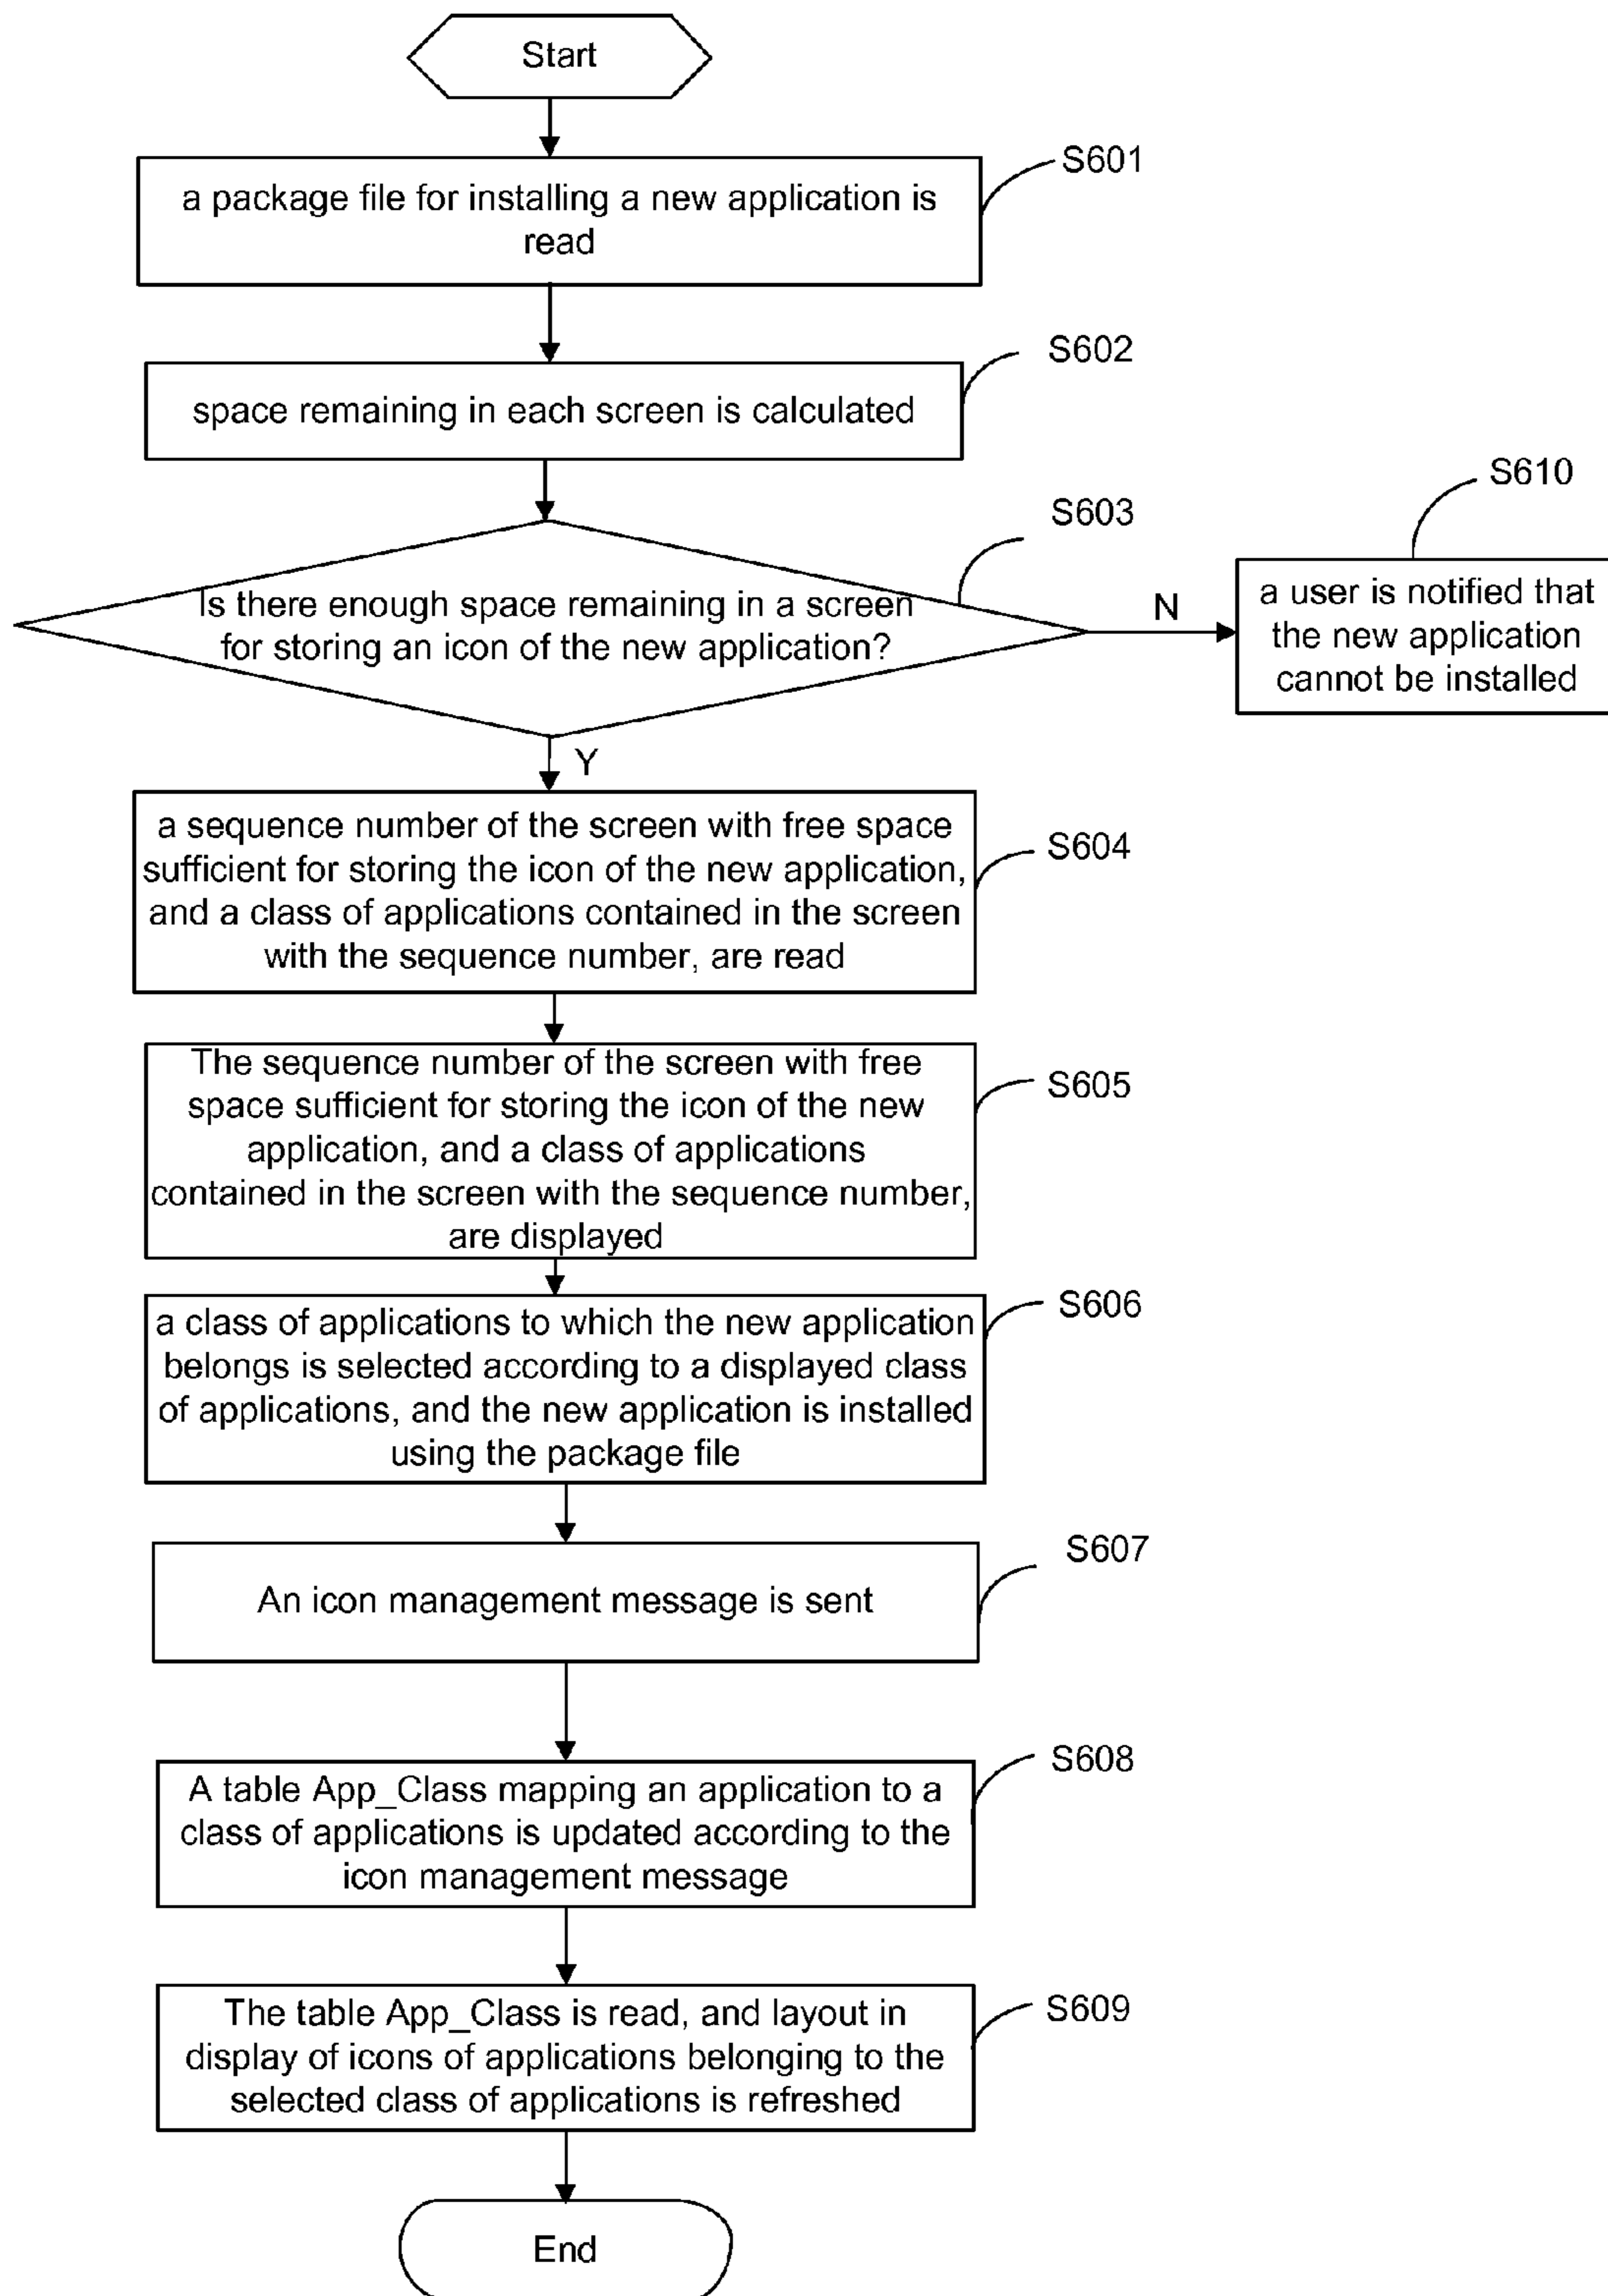 Start
S601
a package file for installing a new application is
read
S602
space remaining in each screen is calculated
S603
Is there enough space remaining in a screen
for storing an icon of the new application?
N
S610
a user is notified that
the new application
cannot be installed
Y
S604
a sequence number of the screen with free space
sufficient for storing the icon of the new application,
and a class of applications contained in the screen
with the sequence number, are read
S605
The sequence number of the screen with free
space sufficient for storing the icon of the new
application, and a class of applications
contained in the screen with the sequence number,
are displayed
S606
a class of applications to which the new application
belongs is selected according to a displayed class
of applications, and the new application is installed
using the package file
S607
An icon management message is sent
S608
A table App_Class mapping an application to a
class of applications is updated according to the
icon management message
S609
The table App_Class is read, and layout in
display of icons of applications belonging to the
selected class of applications is refreshed
End